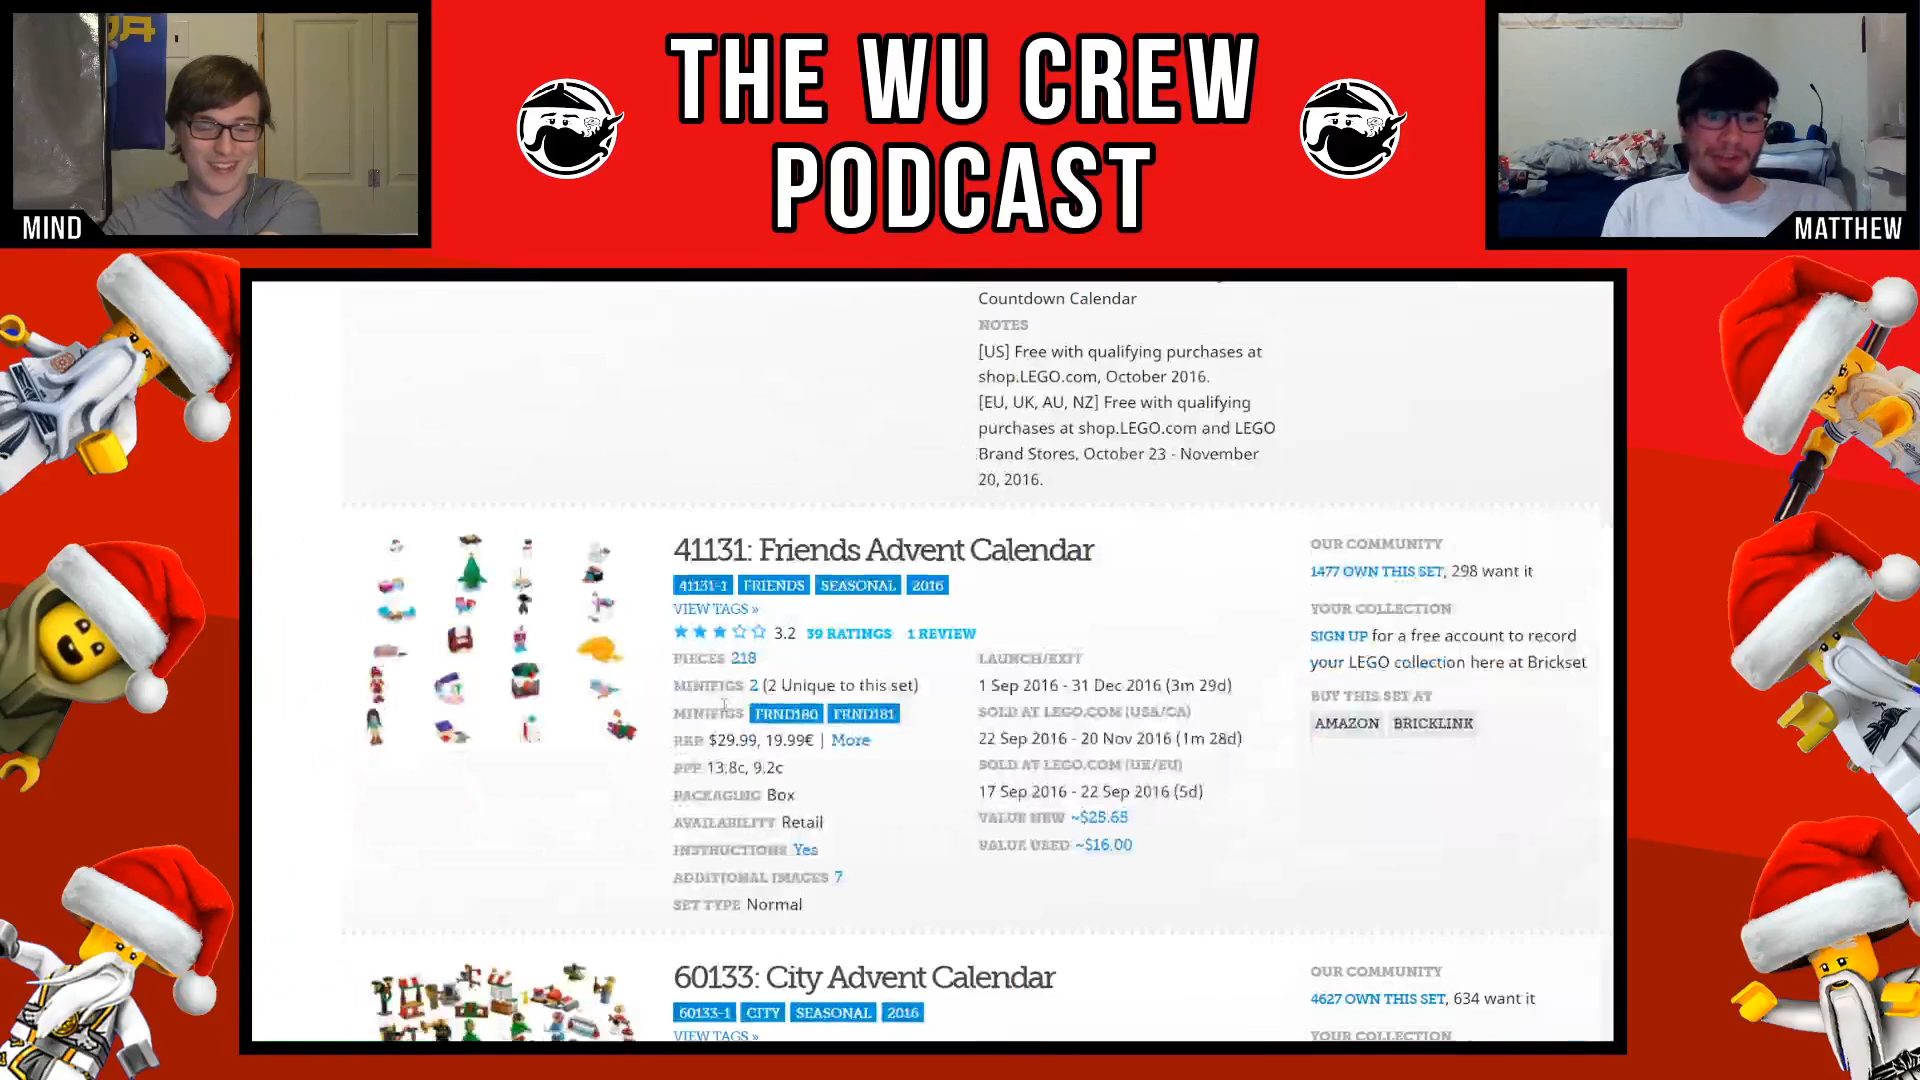 THE WU CREW
PODCAST
MIND
MATTHEW
Countdown Calendar
NOTES
[US] Free with qualifying purchases at
shop.LEGO.com, October 2016.
[EU, UK, AU, NZ] Free with qualifying
purchases at shop.LEGO.com and LEGO
Brand Stores, October 23 - November
20, 2016.
41131: Friends Advent Calendar
41131-1 FRIENDS SEASONAL 2016
VIEW TAGS »
3.2 39 RATINGS 1 REVIEW
PIECES 218
MINIFIGS 2 (2 Unique to this set)
MINIFIGS FRND180 FRND181
RRP $29.99, 19.99€ | More
PPP 13.8c, 9.2c
PACKAGING Box
AVAILABILITY Retail
INSTRUCTIONS Yes
ADDITIONAL IMAGES 7
SET TYPE Normal
LAUNCH/EXIT
1 Sep 2016 - 31 Dec 2016 (3m 29d)
SOLD AT LEGO.COM (USA/CA)
22 Sep 2016 - 20 Nov 2016 (1m 28d)
SOLD AT LEGO.COM (UK/EU)
17 Sep 2016 - 22 Sep 2016 (5d)
VALUE NEW ~$25.65
VALUE USED ~$16.00
OUR COMMUNITY
1477 OWN THIS SET, 298 want it
YOUR COLLECTION
SIGN UP for a free account to record
your LEGO collection here at Brickset
BUY THIS SET AT
AMAZON BRICKLINK
60133: City Advent Calendar
60133-1 CITY SEASONAL 2016
VIEW TAGS »
OUR COMMUNITY
4627 OWN THIS SET, 634 want it
YOUR COLLECTION